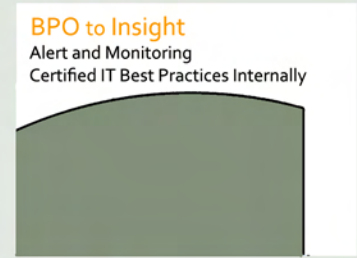 BPO to Insight
Alert and Monitoring
Certified IT Best Practices Internally